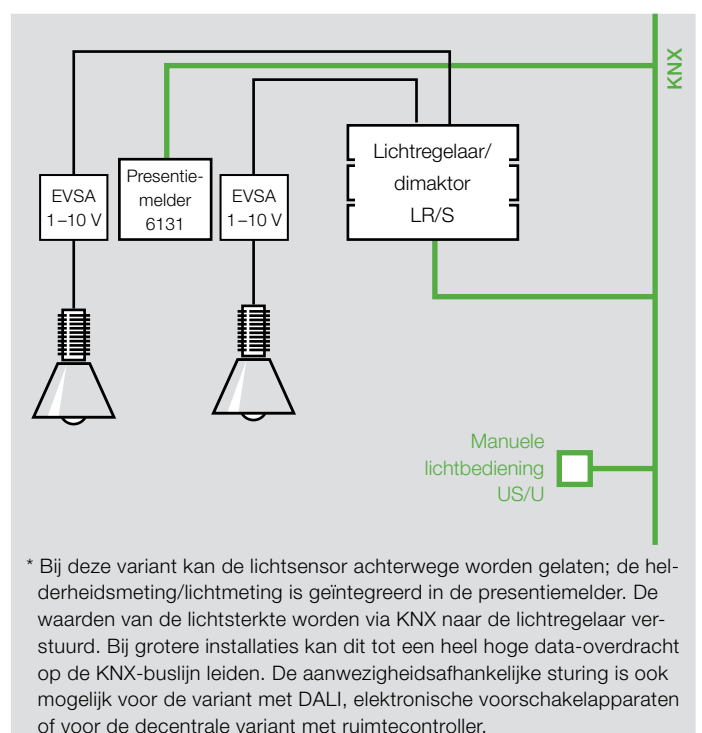 KNX
Lichtregelaar/
dimaktor
LR/S
Presentie-
melder
6131
EVSA
1–10 V
EVSA
1–10 V
Manuele
lichtbediening
US/U
* Bij deze variant kan de lichtsensor achterwege worden gelaten; de hel-
derheidsmeting/lichtmeting is geïntegreerd in de presentiemelder. De
waarden van de lichtsterkte worden via KNX naar de lichtregelaar ver-
stuurd. Bij grotere installaties kan dit tot een heel hoge data-overdracht
op de KNX-buslijn leiden. De aanwezigheidsafhankelijke sturing is ook
mogelijk voor de variant met DALI, elektronische voorschakelapparaten
of voor de decentrale variant met ruimtecontroller.